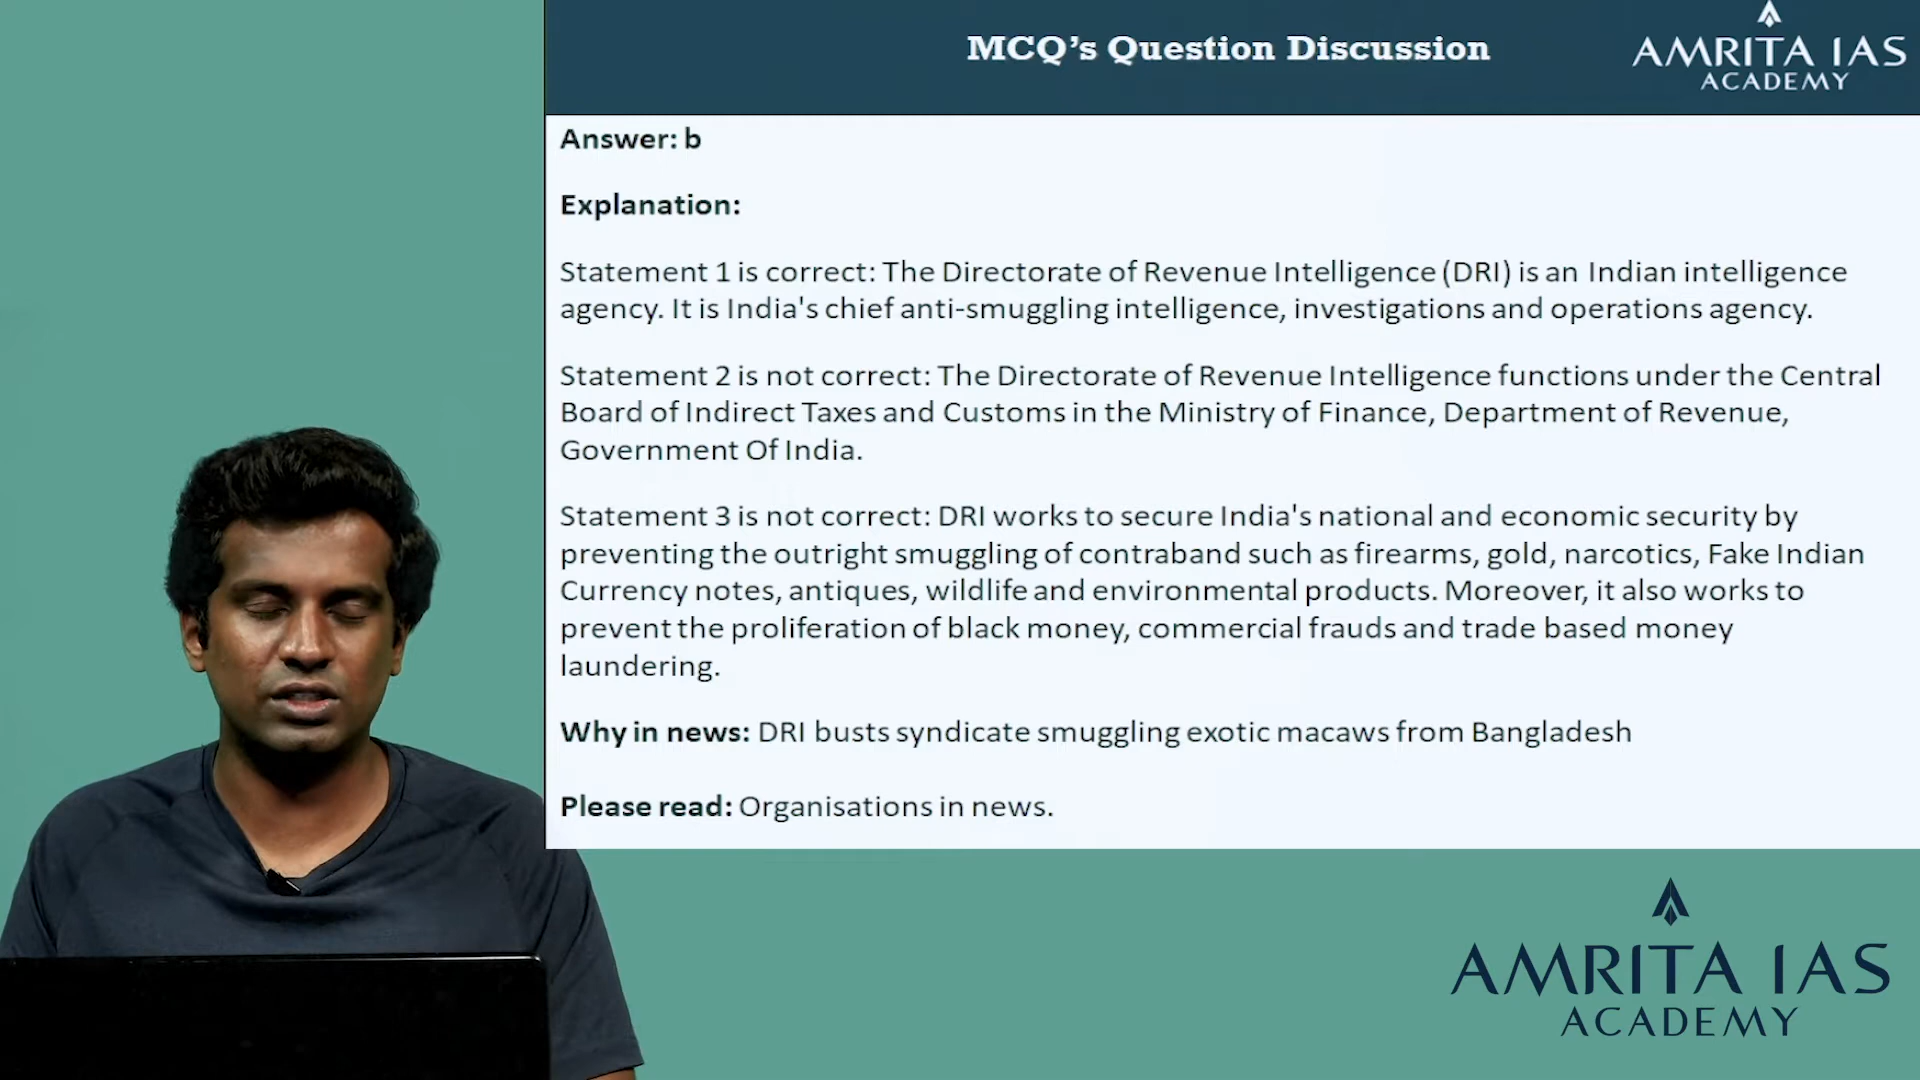 MCQ's Question Discussion
AMRITA IAS
ACADEMY
Answer: b
Explanation:
Statement 1 is correct: The Directorate of Revenue Intelligence (DRI) is an Indian intelligence
agency. It is India's chief anti-smuggling intelligence, investigations and operations agency.
Statement 2 is not correct: The Directorate of Revenue Intelligence functions under the Central
Board of Indirect Taxes and Customs in the Ministry of Finance, Department of Revenue,
Government Of India.
Statement 3 is not correct: DRI works to secure India's national and economic security by
preventing the outright smuggling of contraband such as firearms, gold, narcotics, Fake Indian
Currency notes, antiques, wildlife and environmental products. Moreover, it also works to
prevent the proliferation of black money, commercial frauds and trade based money
laundering.
Why in news: DRI busts syndicate smuggling exotic macaws from Bangladesh
Please read: Organisations in news.
AMRITA IAS
ACADEMY